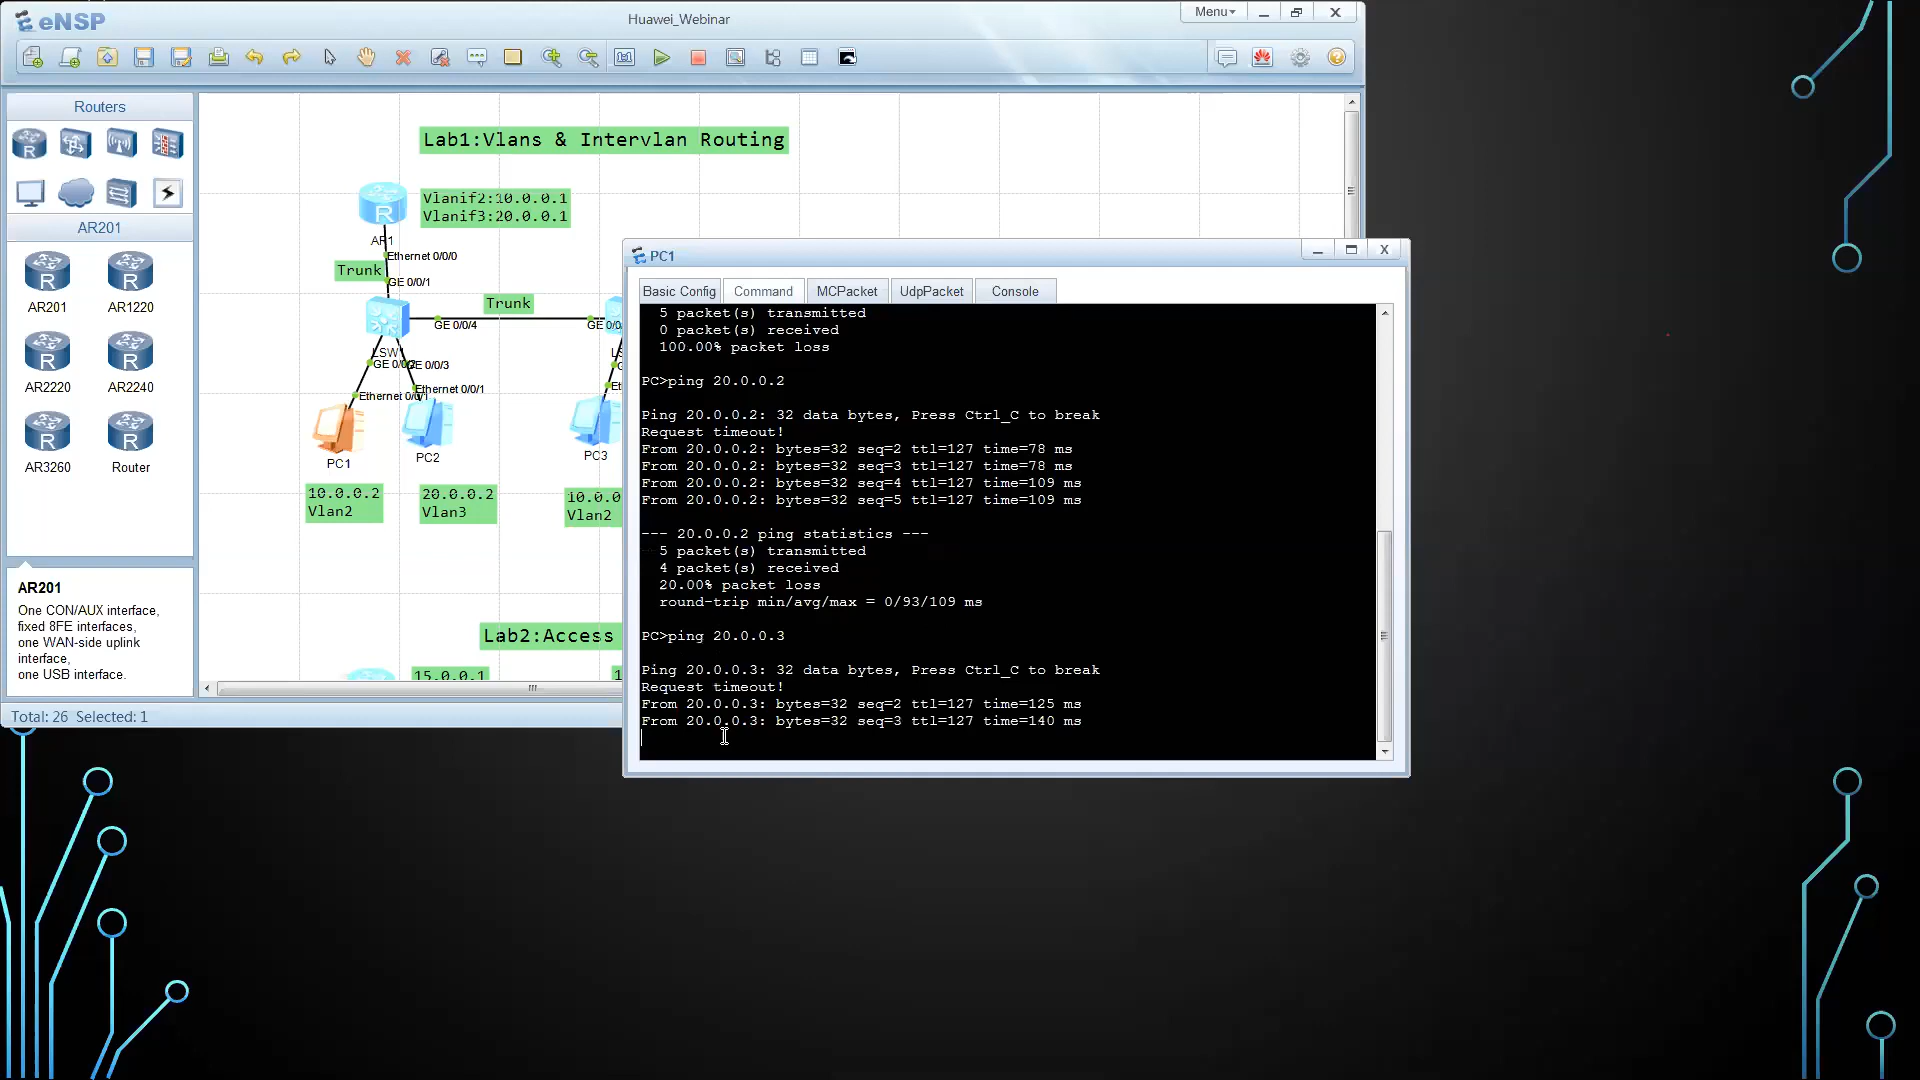 eNSP
Huawei_Webinar
Menu
Routers
AR201
AR201
AR1220
AR2220
AR2240
AR3260
Router
AR201
One CON/AUX interface,
fixed 8FE interfaces,
one WAN-side uplink
interface,
one USB interface.
Total: 26 Selected: 1
Lab1:Vlans & Intervlan Routing
Vlanif2:10.0.0.1
Vlanif3:20.0.0.1
AR1
Ethernet 0/0/0
Trunk
GE 0/0/1
Trunk
GE 0/0/4
GE 0/0/3
Ethernet 0/0/1
PC1
PC2
PC3
10.0.0.2
Vlan2
20.0.0.2
Vlan3
Vlan2
Lab2:Access
15.0.0.1
PC1
Basic Config
Command
MCPacket
UdpPacket
Console
5 packet(s) transmitted
0 packet(s) received
100.00% packet loss
PC>ping 20.0.0.2
Ping 20.0.0.2: 32 data bytes, Press Ctrl_C to break
Request timeout!
From 20.0.0.2: bytes=32 seq=2 ttl=127 time=78 ms
From 20.0.0.2: bytes=32 seq=3 ttl=127 time=78 ms
From 20.0.0.2: bytes=32 seq=4 ttl=127 time=109 ms
From 20.0.0.2: bytes=32 seq=5 ttl=127 time=109 ms
--- 20.0.0.2 ping statistics ---
5 packet(s) transmitted
4 packet(s) received
20.00% packet loss
round-trip min/avg/max = 0/93/109 ms
PC>ping 20.0.0.3
Ping 20.0.0.3: 32 data bytes, Press Ctrl_C to break
Request timeout!
From 20.0.0.3: bytes=32 seq=2 ttl=127 time=125 ms
From 20.0.0.3: bytes=32 seq=3 ttl=127 time=140 ms